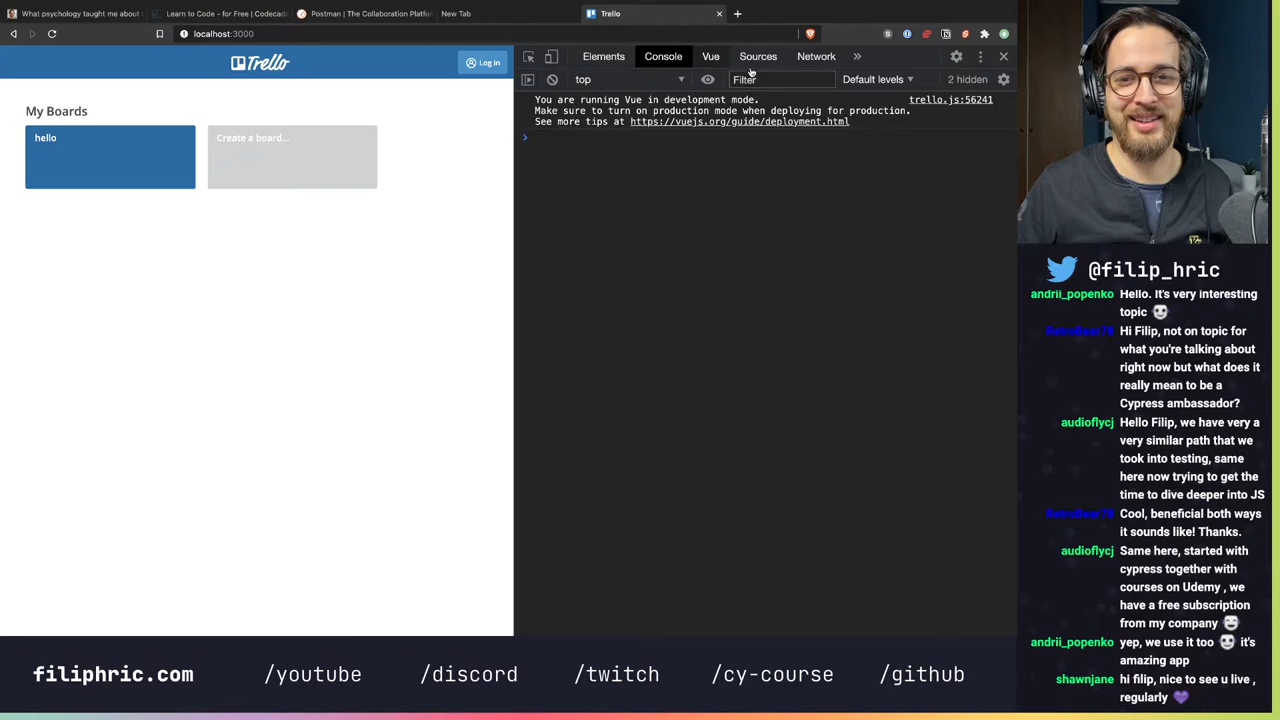 What psychology taught me about
Learn to Code - for Free | Codecad
Postman | The Collaboration Platfo
New Tab
Trello
localhost:3000
Trello
Log in
My Boards
hello
Create a board...
Elements
Console
Vue
Sources
Network
top
Filter
Default levels
2 hidden
You are running Vue in development mode.
trello.js:56241
Make sure to turn on production mode when deploying for production.
See more tips at https://vuejs.org/guide/deployment.html
@filip_hric
andrii_popenko Hello. It's very interesting
topic
RetroBear78 Hi Filip, not on topic for
what you're talking about
right now but what does it
really mean to be a
Cypress ambassador?
audioflycj Hello Filip, we have very a
very similar path that we
took into testing, same
here now trying to get the
time to dive deeper into JS
RetroBear78 Cool, beneficial both ways
it sounds like! Thanks.
audioflycj Same here, started with
cypress together with
courses on Udemy , we
have a free subscription
from my company
andrii_popenko yep, we use it too it's
amazing app
shawnjane hi filip, nice to see u live ,
regularly
filiphric.com
/youtube
/discord
/twitch
/cy-course
/github